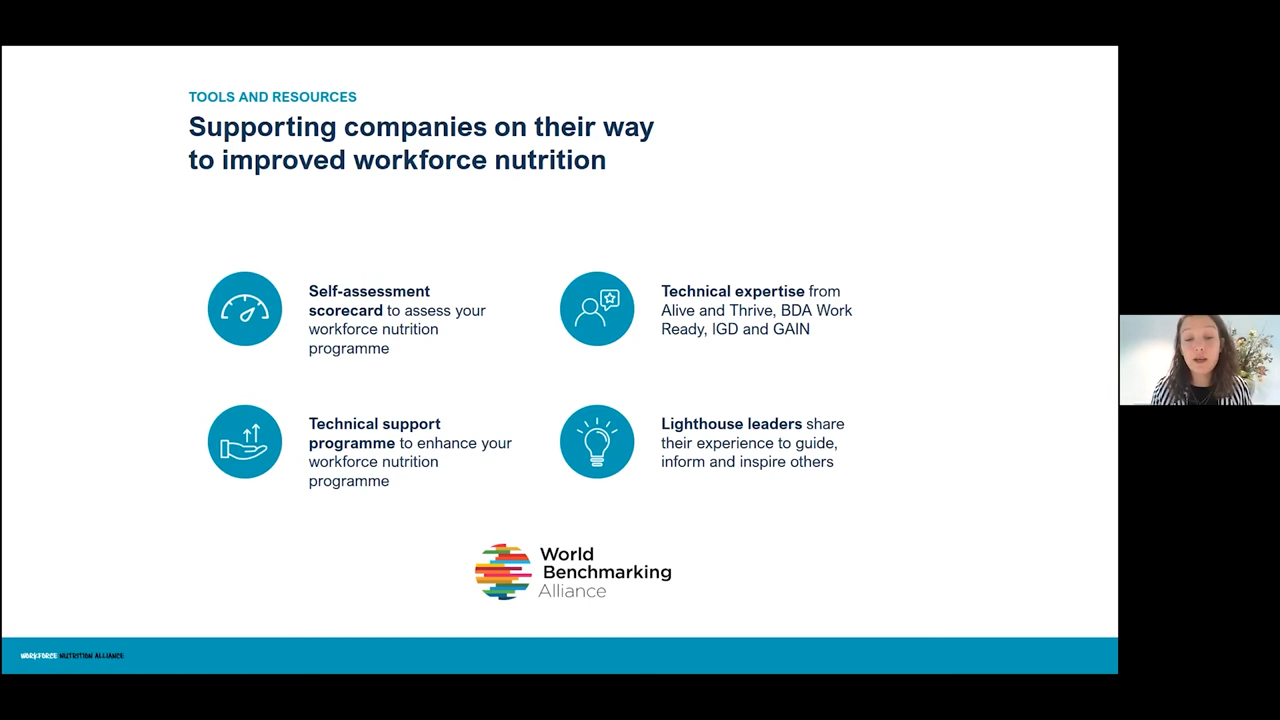 TOOLS AND RESOURCES
Supporting companies on their way
to improved workforce nutrition
Self-assessment
scorecard to assess your
workforce nutrition
programme
Technical expertise from
Alive and Thrive, BDA Work
Ready, IGD and GAIN
Technical support
programme to enhance your
workforce nutrition
programme
Lighthouse leaders share
their experience to guide,
inform and inspire others
World
Benchmarking
Alliance
WORKFORCE NUTRITION ALLIANCE